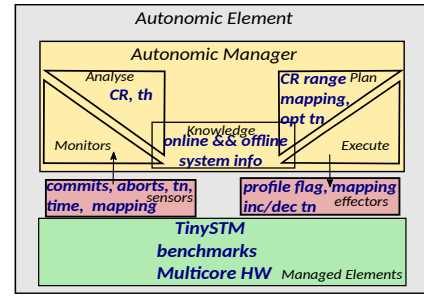 Autonomic Element
Autonomic Manager
Analyse
CR, th
CR range Plan
mapping,
opt tn
Monitors
Knowledge
online && offline
system info
Execute
commits, aborts, tn,
time, mapping
sensors
profile flag, mapping
inc/dec tn
effectors
TinySTM
benchmarks
Multicore HW
Managed Elements